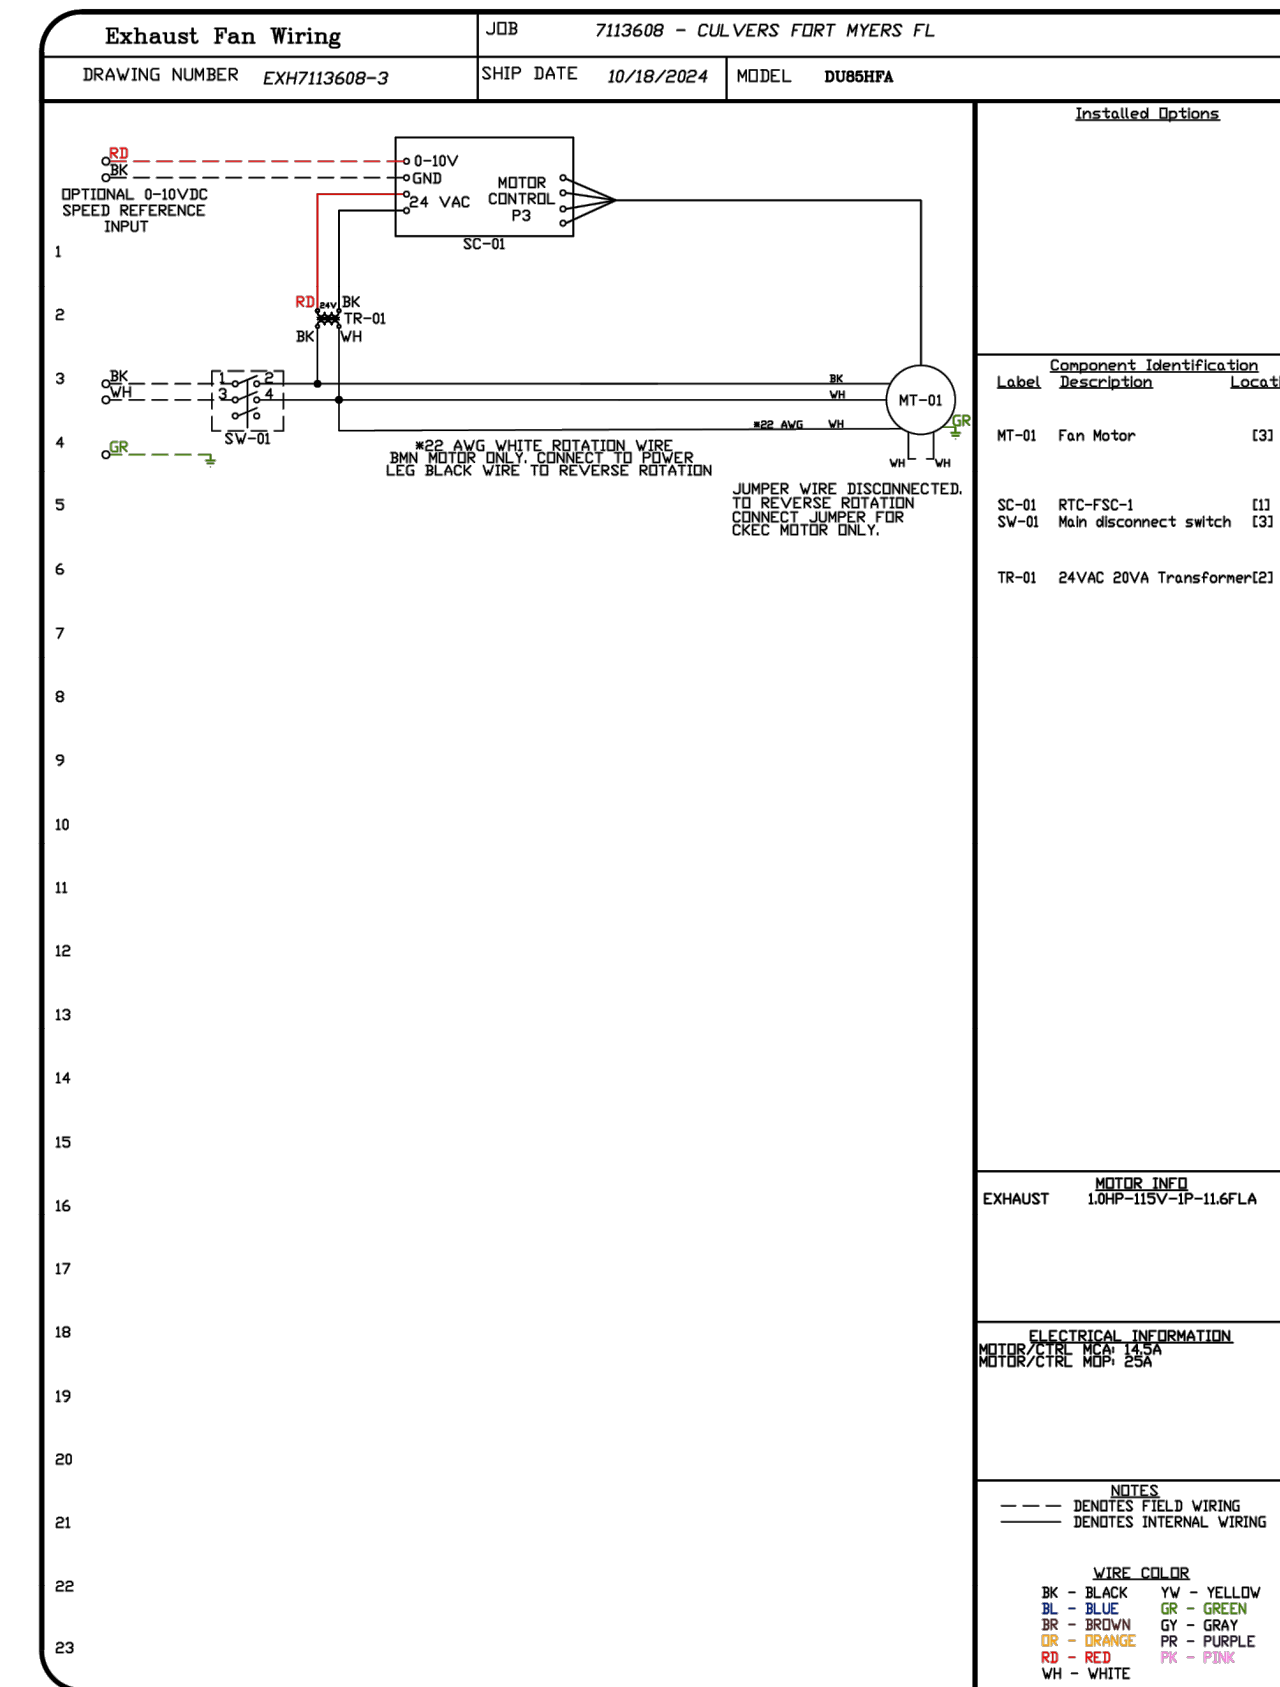 Exhaust Fan Wiring
JOB 7113608 - CULVERS FORT MYERS FL
DRAWING NUMBER EXH7113608-3
SHIP DATE 10/18/2024
MODEL DU85HFA
RD
BK
OPTIONAL 0-10VDC
SPEED REFERENCE
INPUT
0-10V
GND
24 VAC
MOTOR
CONTROL
P3
SC-01
1
2
RD 24V BK
TR-01
BK WH
3
BK
WH
1 2
3 4
SW-01
BK
WH
MT-01
*22 AWG WH
GR
WH WH
4
GR
*22 AWG WHITE ROTATION WIRE
BMN MOTOR ONLY. CONNECT TO POWER
LEG BLACK WIRE TO REVERSE ROTATION
JUMPER WIRE DISCONNECTED.
TO REVERSE ROTATION
CONNECT JUMPER FOR
CKEC MOTOR ONLY.
5
6
7
8
9
10
11
12
13
14
15
16
17
18
19
20
21
22
23
Installed Options
Component Identification
Label Description Locati
MT-01 Fan Motor [3]
SC-01 RTC-FSC-1 [1]
SW-01 Main disconnect switch [3]
TR-01 24VAC 20VA Transformer[2]
MOTOR INFO
EXHAUST 1.0HP-115V-1P-11.6FLA
ELECTRICAL INFORMATION
MOTOR/CTRL MCA: 14.5A
MOTOR/CTRL MOP: 25A
NOTES
DENOTES FIELD WIRING
DENOTES INTERNAL WIRING
WIRE COLOR
BK - BLACK YW - YELLOW
BL - BLUE GR - GREEN
BR - BROWN GY - GRAY
OR - ORANGE PR - PURPLE
RD - RED PK - PINK
WH - WHITE